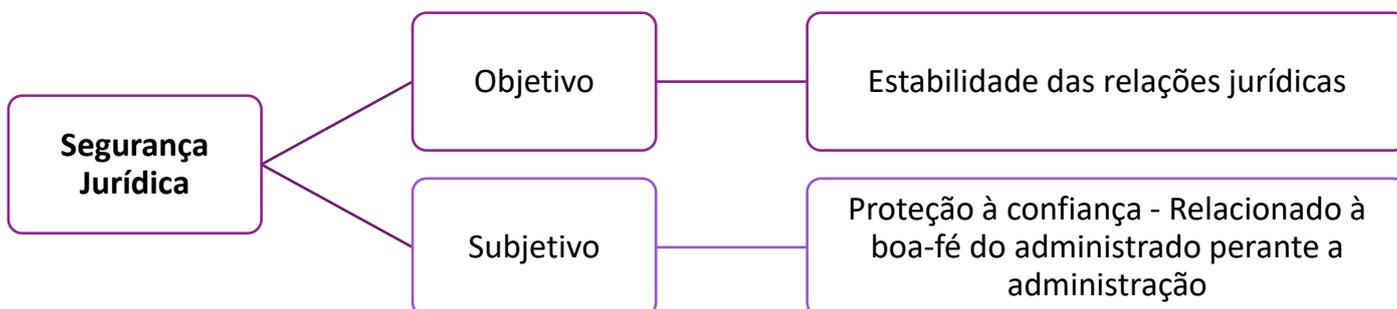 Segurança
Jurídica
Objetivo
Estabilidade das relações jurídicas
Subjetivo
Proteção à confiança - Relacionado à
boa-fé do administrado perante a
administração